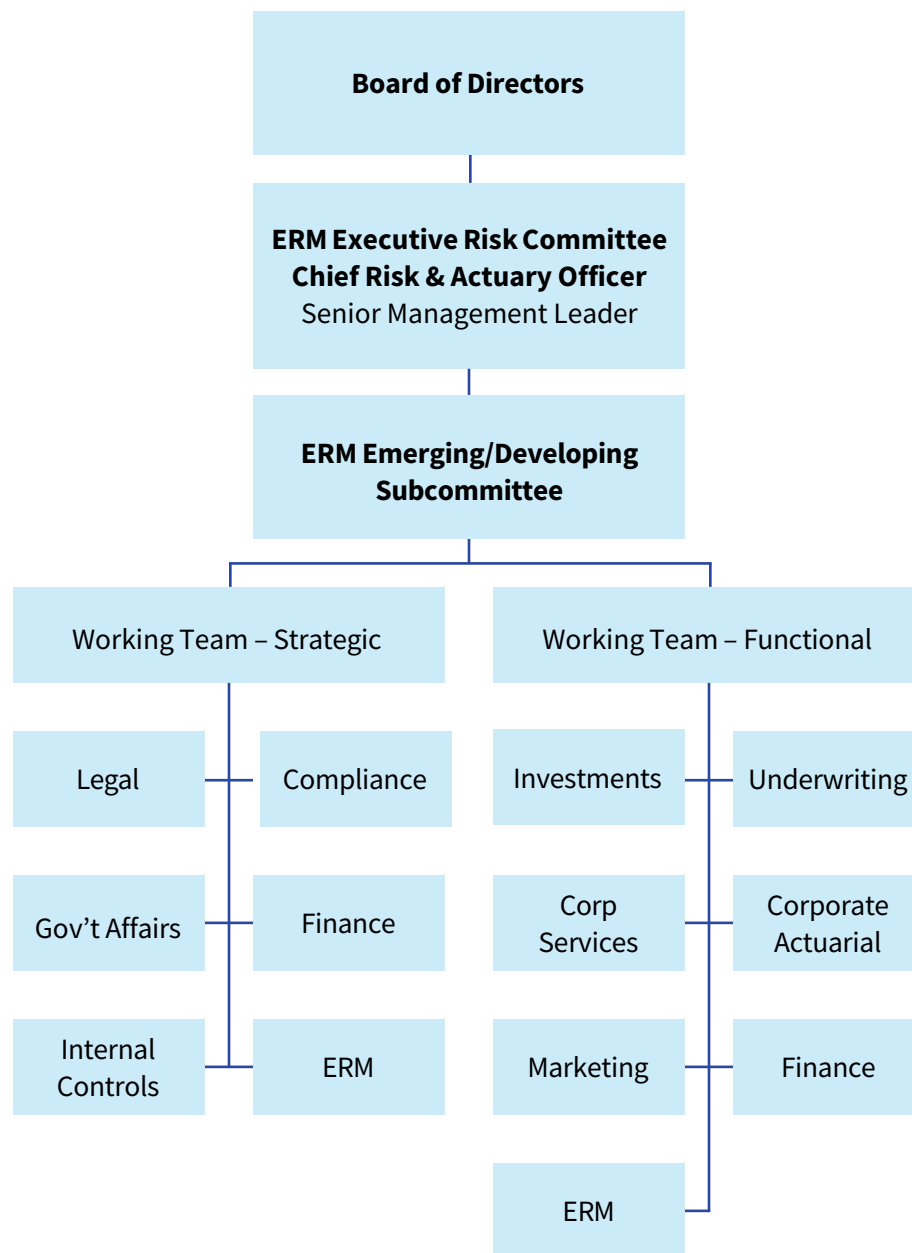 Board of Directors
ERM Executive Risk Committee
Chief Risk & Actuary Officer
Senior Management Leader
ERM Emerging/Developing
Subcommittee
Working Team – Strategic
Working Team – Functional
Legal
Compliance
Investments
Underwriting
Gov't Affairs
Finance
Corp
Services
Corporate
Actuarial
Internal
Controls
ERM
Marketing
Finance
ERM